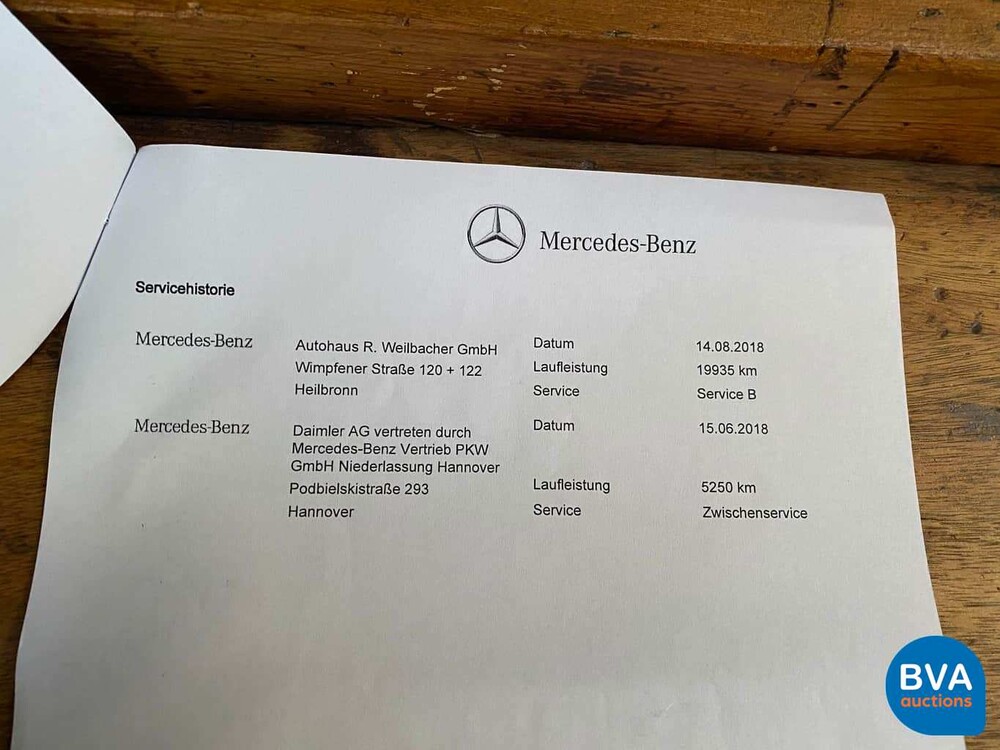 Mercedes-Benz
Servicehistorie
Mercedes-Benz Autohaus R. Weilbacher GmbH Datum 14.08.2018
Wimpfener Straße 120 + 122 Laufleistung 19935 km
Heilbronn Service Service B
Mercedes-Benz Daimler AG vertreten durch Datum 15.06.2018
Mercedes-Benz Vertrieb PKW
GmbH Niederlassung Hannover
Podbielskistraße 293 Laufleistung 5250 km
Hannover Service Zwischenservice
BVA
auctions